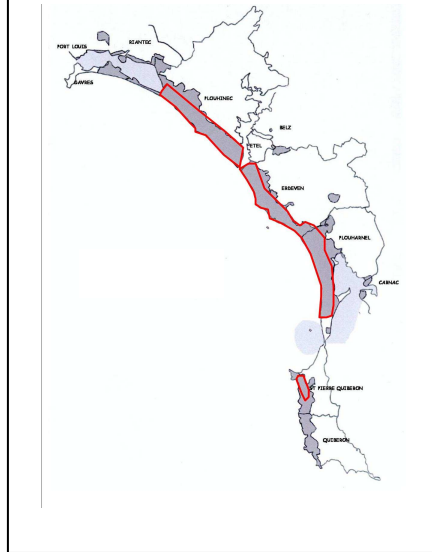 RIANTEC
PORT LOUIS
GAVRES
PLOUHINEC
BELZ
ETEL
ERDEVEN
PLOUHARNEL
CARNAC
ST PIERRE QUIBERON
QUIBERON